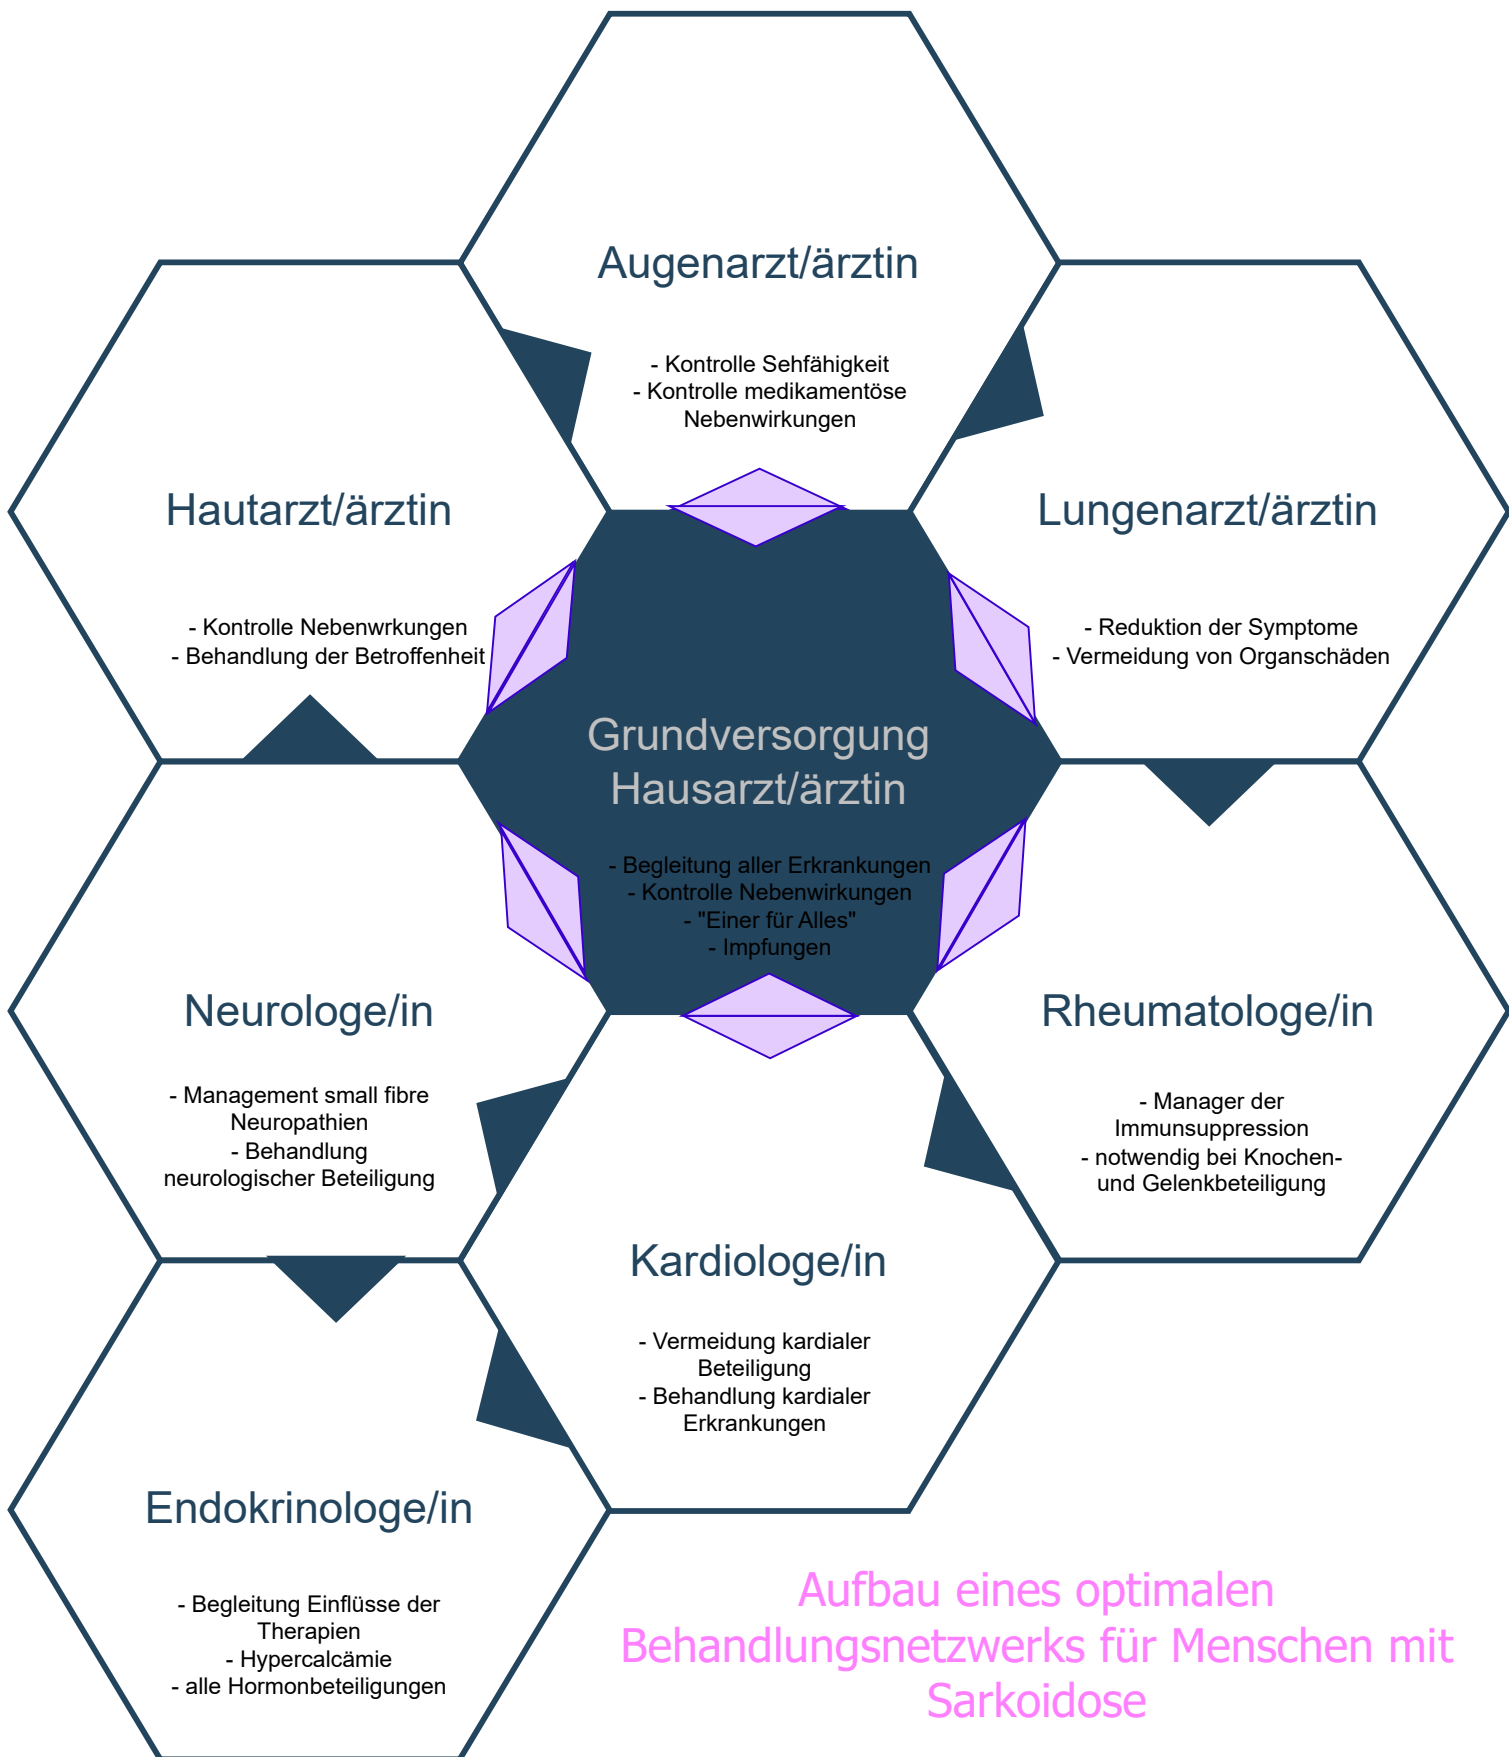 Augenarzt/ärztin
- Kontrolle Sehfähigkeit
- Kontrolle medikamentöse
Nebenwirkungen
Hautarzt/ärztin
- Kontrolle Nebenwrkungen
- Behandlung der Betroffenheit
Lungenarzt/ärztin
- Reduktion der Symptome
- Vermeidung von Organschäden
Grundversorgung
Hausarzt/ärztin
- Begleitung aller Erkrankungen
- Kontrolle Nebenwirkungen
- "Einer für Alles"
- Impfungen
Neurologe/in
- Management small fibre
Neuropathien
- Behandlung
neurologischer Beteiligung
Rheumatologe/in
- Manager der
Immunsuppression
- notwendig bei Knochen-
und Gelenkbeteiligung
Kardiologe/in
- Vermeidung kardialer
Beteiligung
- Behandlung kardialer
Erkrankungen
Endokrinologe/in
- Begleitung Einflüsse der
Therapien
- Hypercalcämie
- alle Hormonbeteiligungen
Aufbau eines optimalen
Behandlungsnetzwerks für Menschen mit
Sarkoidose